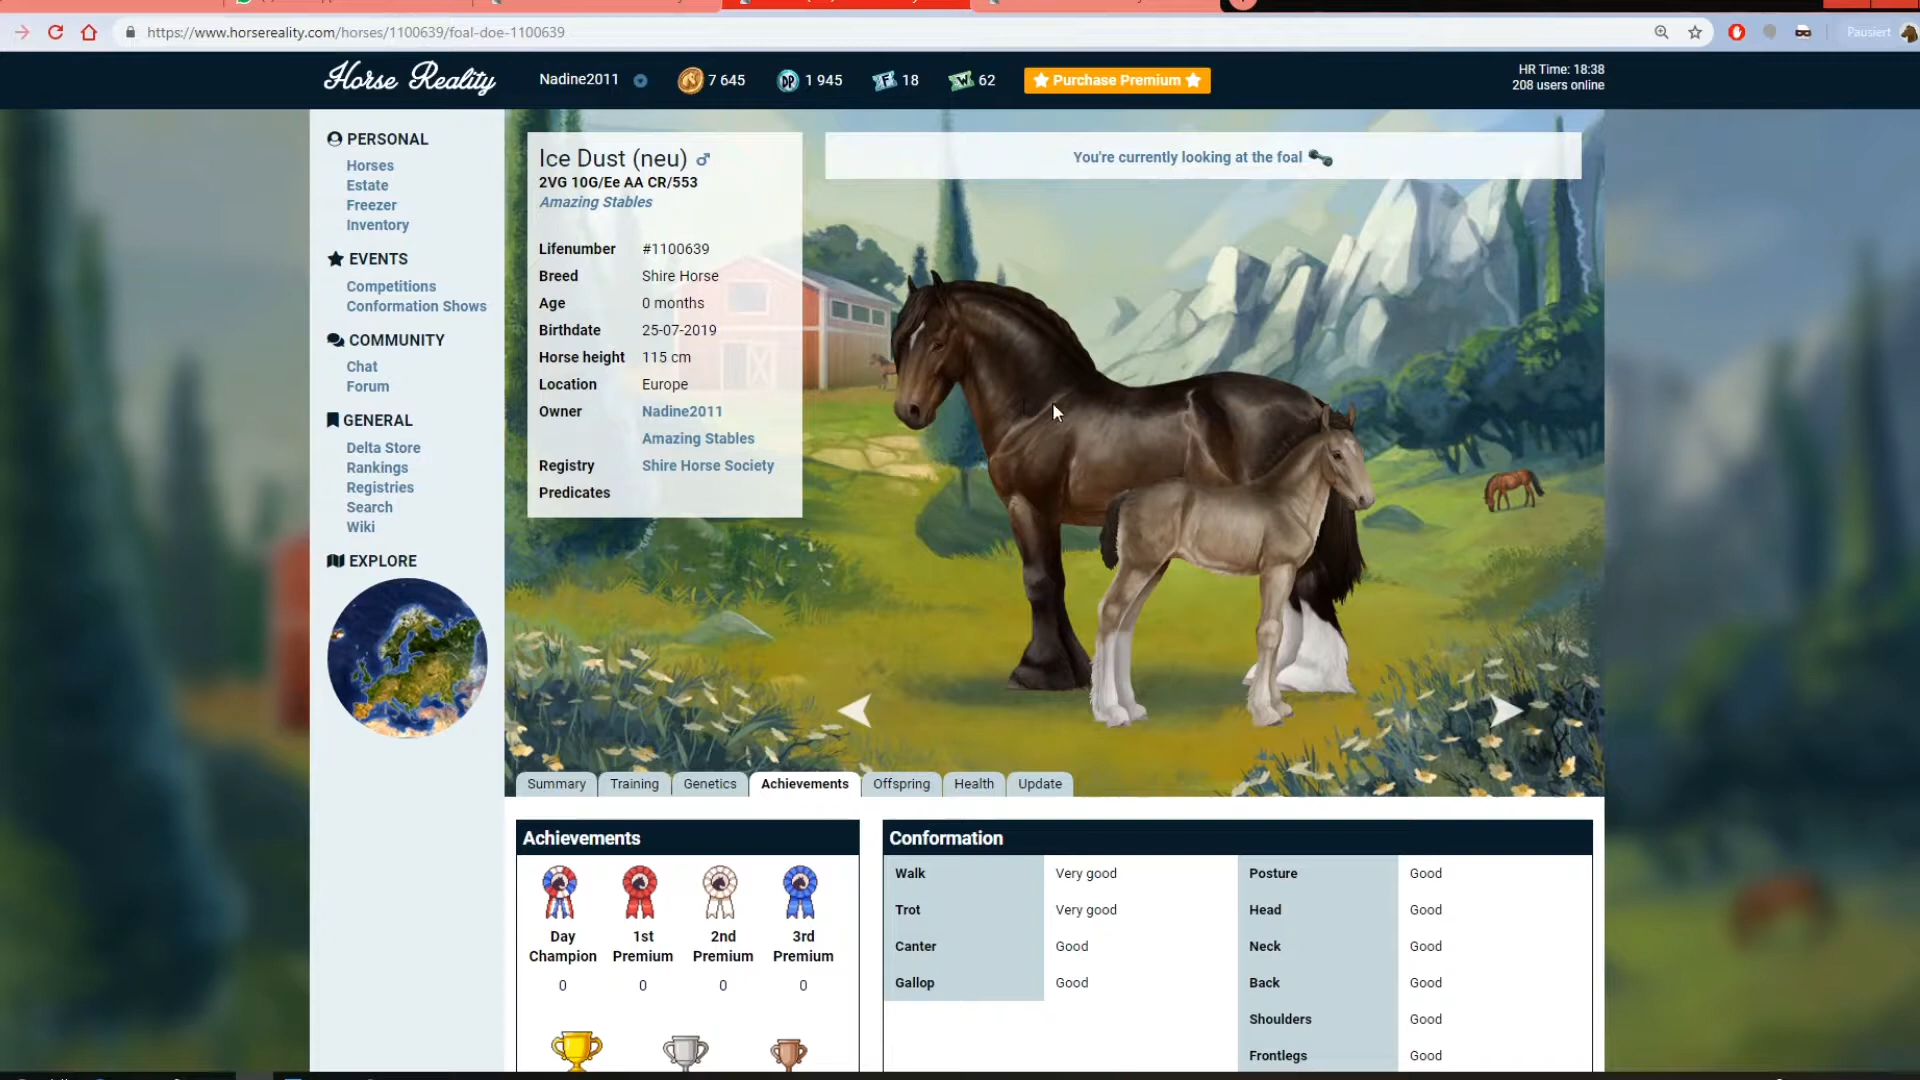 https://www.horsereality.com/horses/1100639/foal-doe-1100639
Pausiert
Horse Reality
Nadine2011
7 645
DP
1 945
F
18
W
62
Purchase Premium
HR Time: 18:38
208 users online
PERSONAL
Horses
Estate
Freezer
Inventory
EVENTS
Competitions
Conformation Shows
COMMUNITY
Chat
Forum
GENERAL
Delta Store
Rankings
Registries
Search
Wiki
EXPLORE
Ice Dust (neu) ♂
2VG 10G/Ee AA CR/553
Amazing Stables
Lifenumber #1100639
Breed Shire Horse
Age 0 months
Birthdate 25-07-2019
Horse height 115 cm
Location Europe
Owner Nadine2011
Amazing Stables
Registry Shire Horse Society
Predicates
You're currently looking at the foal
Summary Training Genetics Achievements Offspring Health Update
Achievements
Day Champion 1st Premium 2nd Premium 3rd Premium
0 0 0 0
Conformation
Walk Very good Posture Good
Trot Very good Head Good
Canter Good Neck Good
Gallop Good Back Good
Shoulders Good
Frontlegs Good